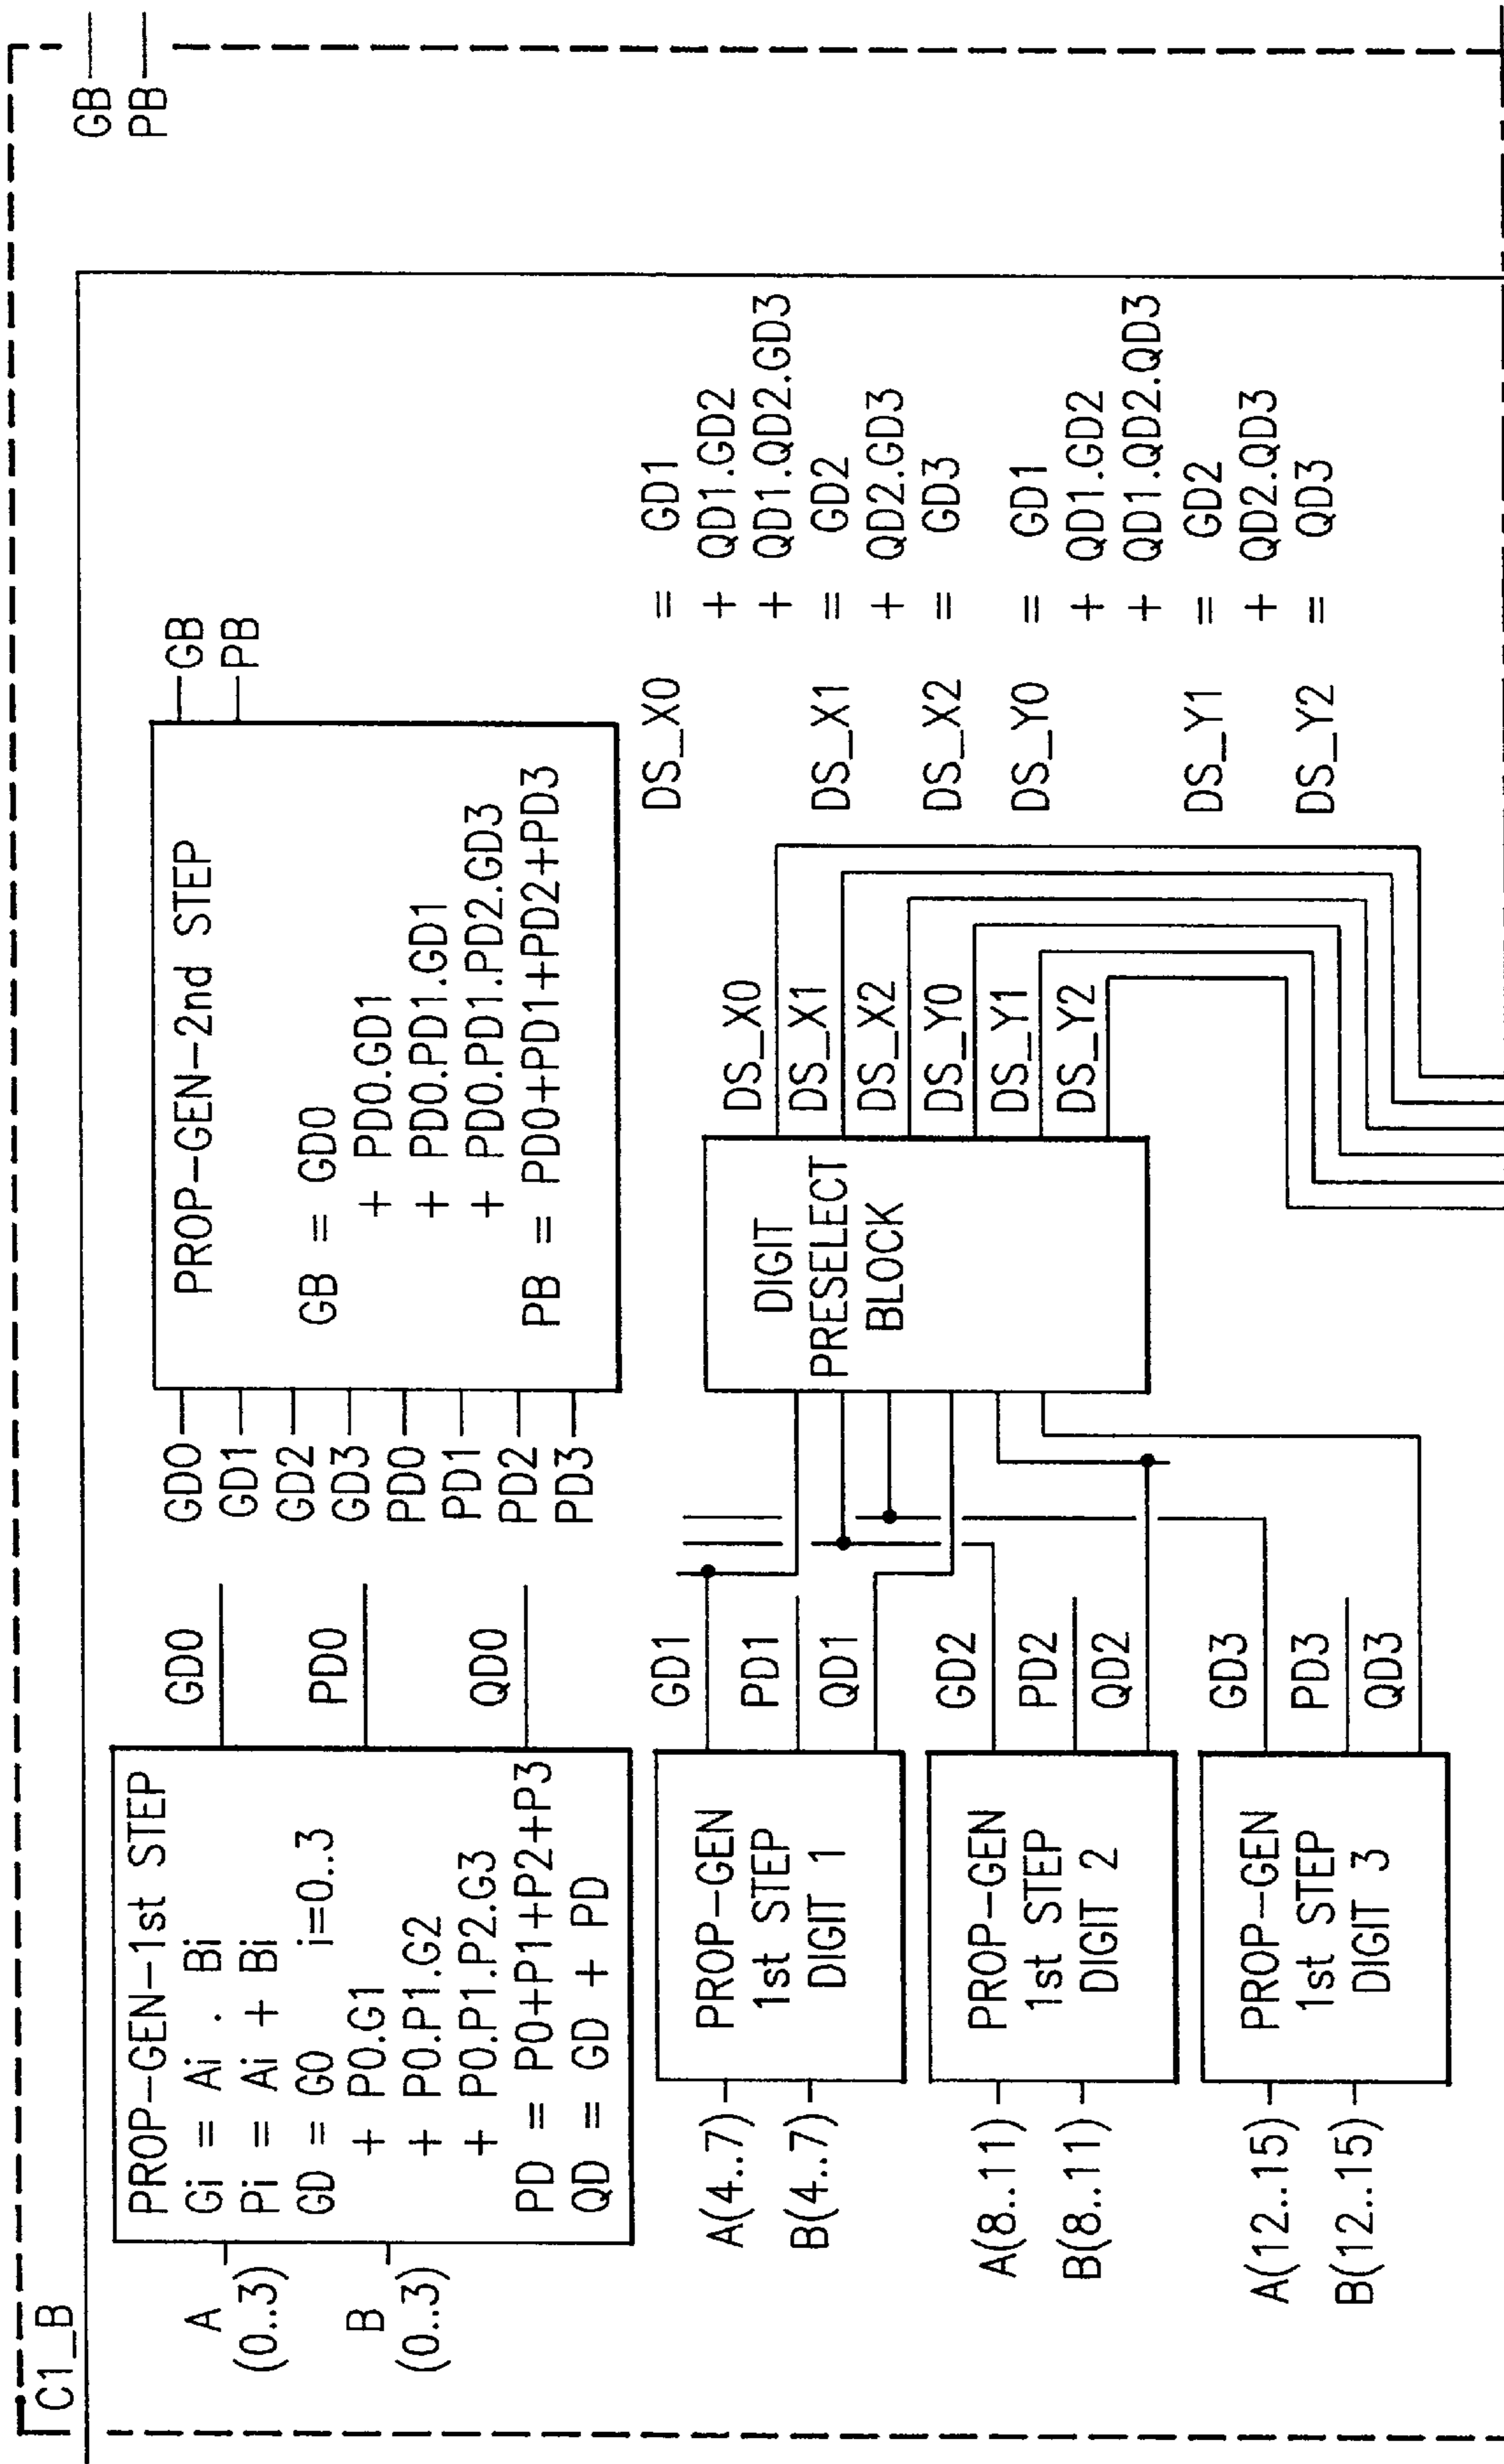 C1_B
GB
PB
A
(0..3)
B
(0..3)
PROP-GEN-1st STEP
Gi = Ai . Bi
Pi = Ai + Bi
GD = G0 i=0..3
+ P0.G1
+ P0.P1.G2
+ P0.P1.P2.G3
PD = P0+P1+P2+P3
QD = GD + PD
GD0
PD0
QD0
GD0
GD1
GD2
GD3
PD0
PD1
PD2
PD3
PROP-GEN-2nd STEP
GB = GD0
+ PD0.GD1
+ PD0.PD1.GD1
+ PD0.PD1.PD2.GD3
PB = PD0+PD1+PD2+PD3
GB
PB
A(4..7)
B(4..7)
PROP-GEN
1st STEP
DIGIT 1
GD1
PD1
QD1
A(8..11)
B(8..11)
PROP-GEN
1st STEP
DIGIT 2
GD2
PD2
QD2
A(12..15)
B(12..15)
PROP-GEN
1st STEP
DIGIT 3
GD3
PD3
QD3
DIGIT
PRESELECT
BLOCK
DS_X0
DS_X1
DS_X2
DS_Y0
DS_Y1
DS_Y2
DS_X0 = GD1
+ QD1.GD2
+ QD1.QD2.GD3
DS_X1 = GD2
+ QD2.GD3
DS_X2 = GD3
DS_Y0 = GD1
+ QD1.GD2
+ QD1.QD2.QD3
DS_Y1 = GD2
+ QD2.QD3
DS_Y2 = QD3